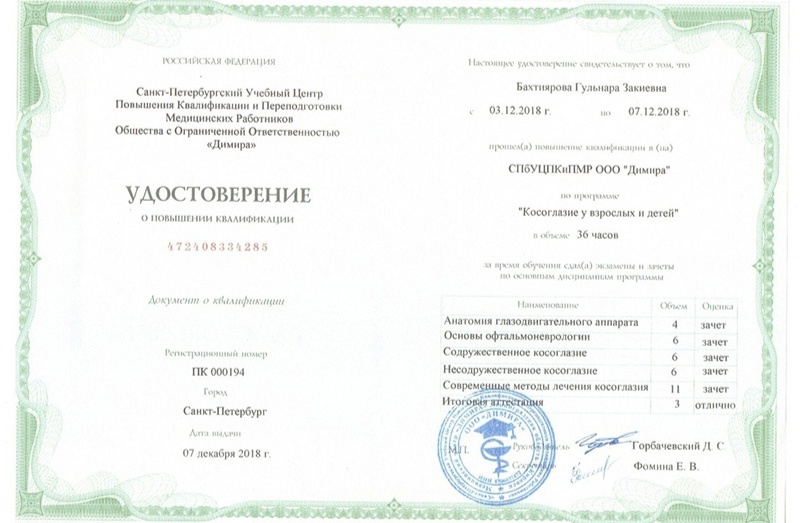 РОССИЙСКАЯ ФЕДЕРАЦИЯ
Санкт-Петербургский Учебный Центр
Повышения Квалификации и Переподготовки
Медицинских Работников
Общества с Ограниченной Ответственностью
«Димира»
УДОСТОВЕРЕНИЕ
О ПОВЫШЕНИИ КВАЛИФИКАЦИИ
472408334285
Документ о квалификации
Регистрационный номер
ПК 000194
Город
Санкт-Петербург
Дата выдачи
07 декабря 2018 г.
Настоящее удостоверение свидетельствует о том, что
Бахтиярова Гульнара Закиевна
с 03.12.2018 г. по 07.12.2018 г.
прошел(а) повышение квалификации в (на)
СПбУЦПКиПМР ООО "Димира"
по программе
"Косоглазие у взрослых и детей"
в объеме 36 часов
за время обучения сдал(а) экзамены и зачеты
по основным дисциплинам программы
Наименование Объем Оценка
Анатомия глазодвигательного аппарата 4 зачет
Основы офтальмоневрологии 6 зачет
Содружественное косоглазие 6 зачет
Несодружественное косоглазие 6 зачет
Современные методы лечения косоглазия 11 зачет
Итоговая аттестация 3 отлично
ООО «ДИМИРА»
М.П. Руководитель Горбачевский Д. С.
Секретарь Фомина Е. В.